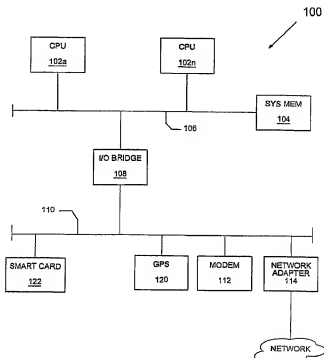 100
CPU
102a
CPU
102n
SYS MEM
104
106
I/O BRIDGE
108
110
SMART CARD
122
GPS
120
MODEM
112
NETWORK
ADAPTER
114
NETWORK